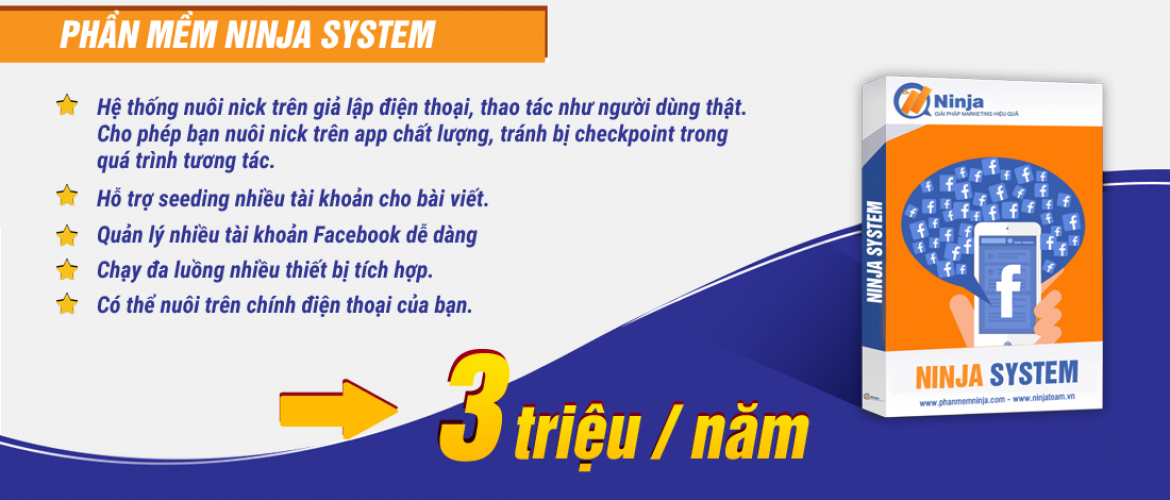 PHẦN MỀM NINJA SYSTEM
Hệ thống nuôi nick trên giả lập điện thoại, thao tác như người dùng thật.
Cho phép bạn nuôi nick trên app chất lượng, tránh bị checkpoint trong
quá trình tương tác.
Hỗ trợ seeding nhiều tài khoản cho bài viết.
Quản lý nhiều tài khoản Facebook dễ dàng
Chạy đa luồng nhiều thiết bị tích hợp.
Có thể nuôi trên chính điện thoại của bạn.
3 triệu / năm
Ninja
GIẢI PHÁP MARKETING HIỆU QUẢ
NINJA SYSTEM
NINJA SYSTEM
www.phanmemninja.com - www.ninjateam.vn